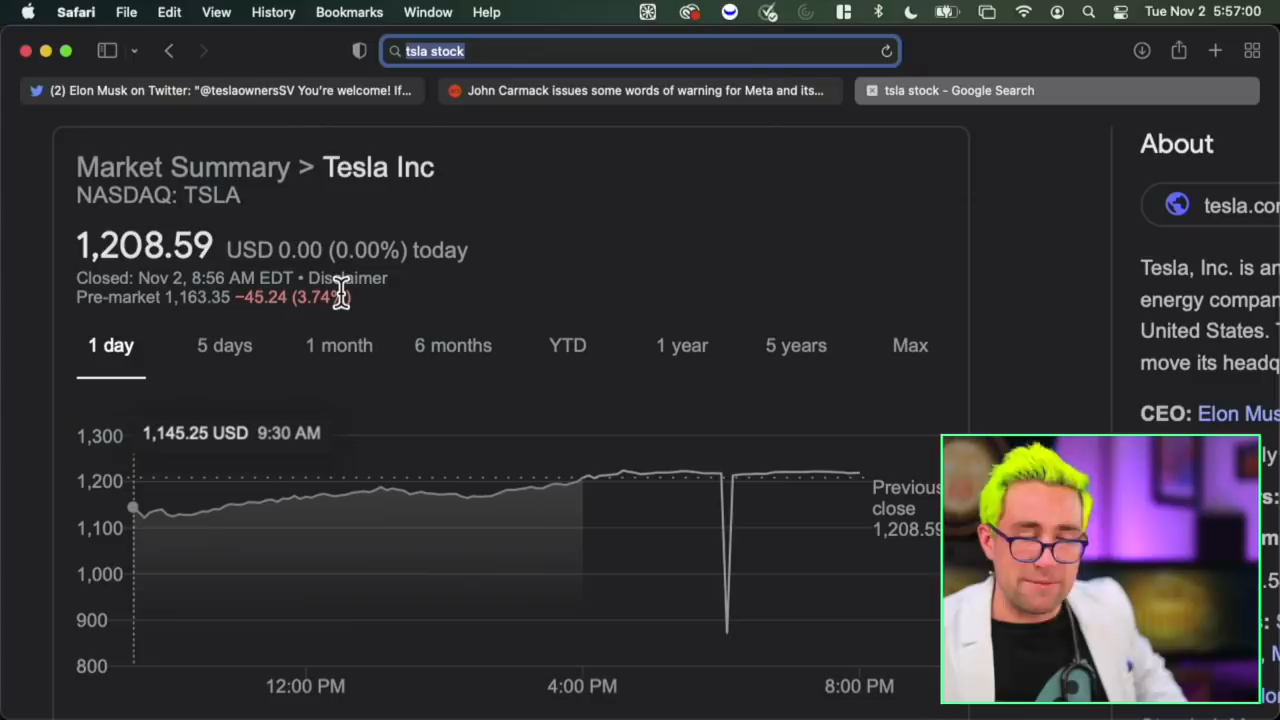 Safari File Edit View History Bookmarks Window Help Tue Nov 2 5:57:00
tsla stock
(2) Elon Musk on Twitter: "@teslaownersSV You're welcome! If...
John Carmack issues some words of warning for Meta and its...
tsla stock - Google Search
Market Summary > Tesla Inc
NASDAQ: TSLA
1,208.59 USD 0.00 (0.00%) today
Closed: Nov 2, 8:56 AM EDT • Disclaimer
Pre-market 1,163.35 −45.24 (3.74%)
1 day 5 days 1 month 6 months YTD 1 year 5 years Max
1,145.25 USD 9:30 AM
1,300
1,200
1,100
1,000
900
800
Previous
close
1,208.59
12:00 PM 4:00 PM 8:00 PM
About
tesla.co
Tesla, Inc. is a
energy compan
United States.
move its headq
CEO: Elon Mus